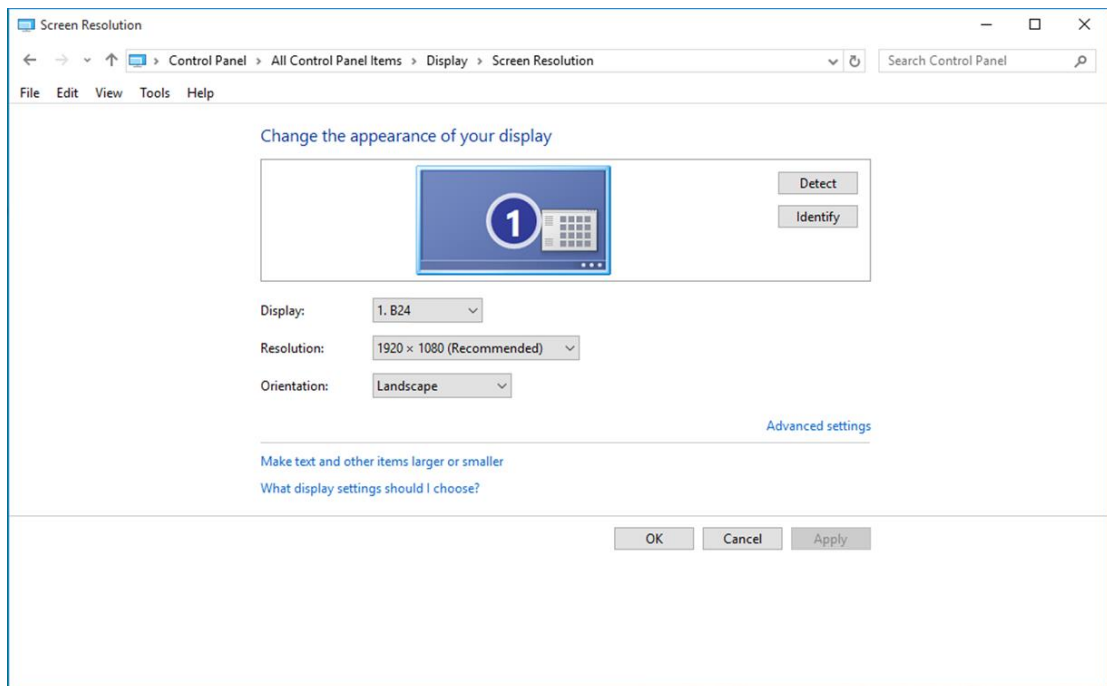 Screen Resolution
Control Panel > All Control Panel Items > Display > Screen Resolution
Search Control Panel
File Edit View Tools Help
Change the appearance of your display
1
Detect
Identify
Display: 1. B24
Resolution: 1920 × 1080 (Recommended)
Orientation: Landscape
Advanced settings
Make text and other items larger or smaller
What display settings should I choose?
OK Cancel Apply